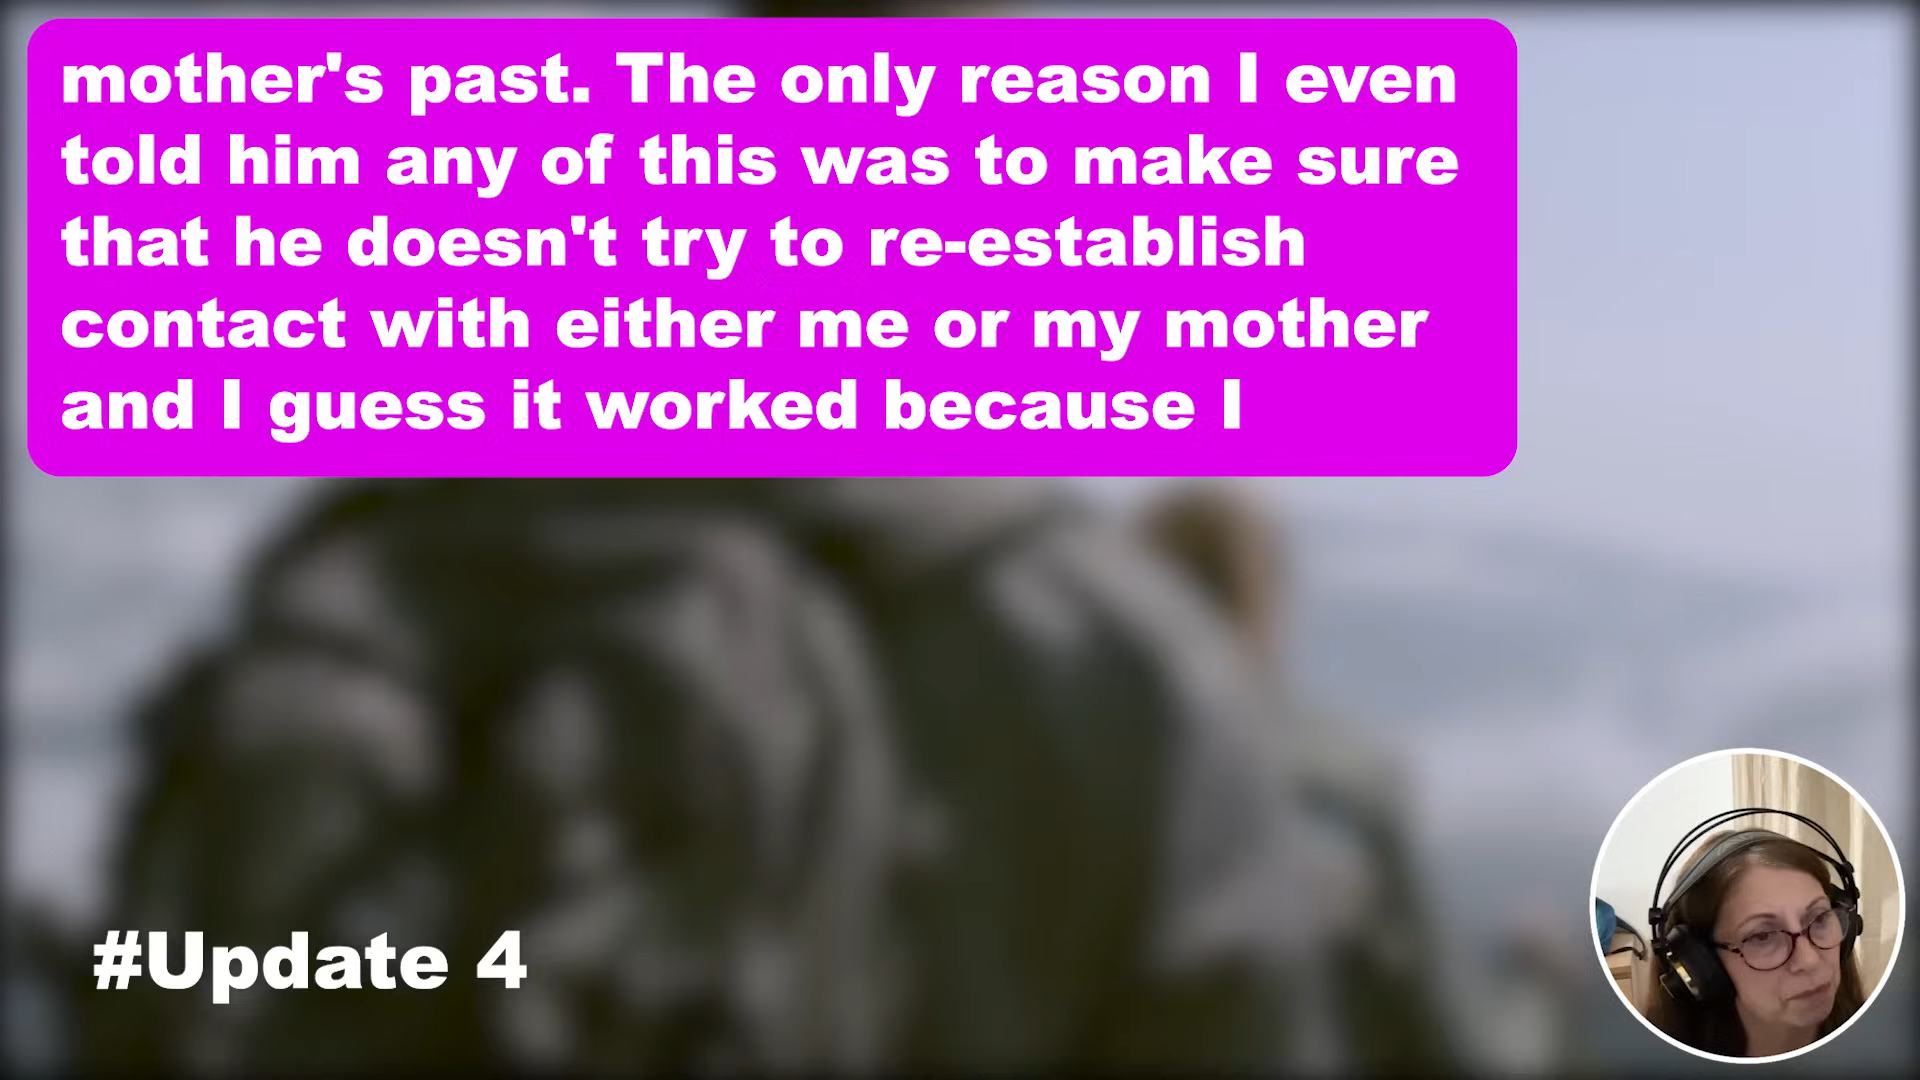 mother's past. The only reason I even
told him any of this was to make sure
that he doesn't try to re-establish
contact with either me or my mother
and I guess it worked because I
#Update 4